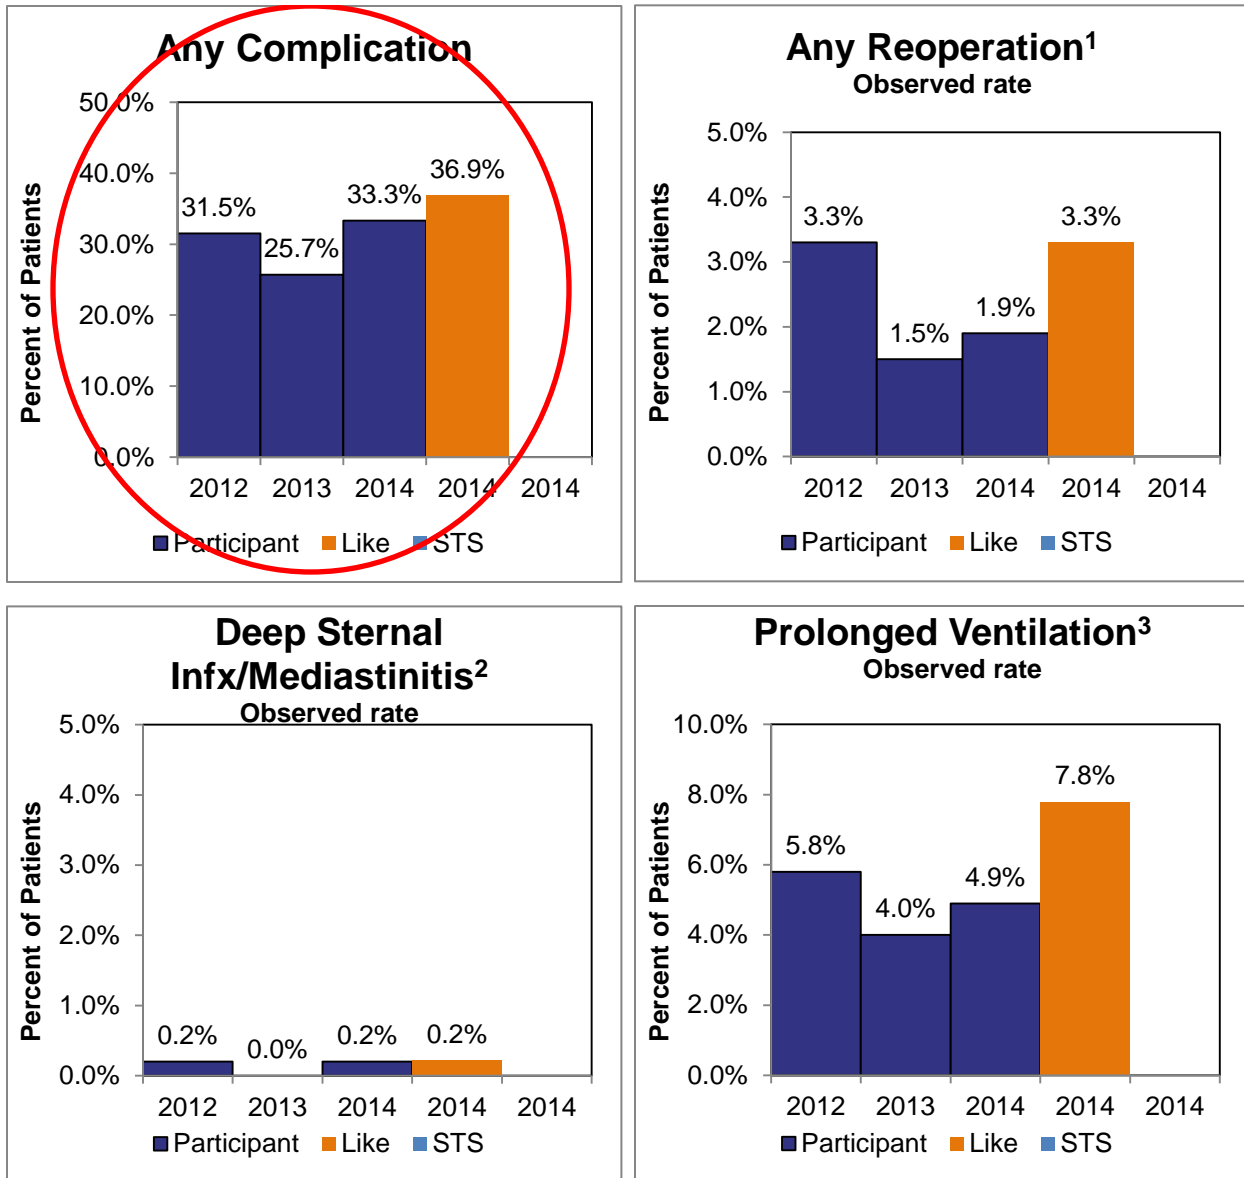 Any Complication
50.0%
40.0%
30.0%
20.0%
10.0%
0.0%
Percent of Patients
31.5%
25.7%
33.3%
36.9%
2012 2013 2014 2014 2014
Participant Like STS
Any Reoperation¹
Observed rate
5.0%
4.0%
3.0%
2.0%
1.0%
0.0%
Percent of Patients
3.3%
1.5%
1.9%
3.3%
2012 2013 2014 2014 2014
Participant Like STS
Deep Sternal
Infx/Mediastinitis²
Observed rate
5.0%
4.0%
3.0%
2.0%
1.0%
0.0%
Percent of Patients
0.2%
0.0%
0.2%
0.2%
2012 2013 2014 2014 2014
Participant Like STS
Prolonged Ventilation³
Observed rate
10.0%
8.0%
6.0%
4.0%
2.0%
0.0%
Percent of Patients
5.8%
4.0%
4.9%
7.8%
2012 2013 2014 2014 2014
Participant Like STS